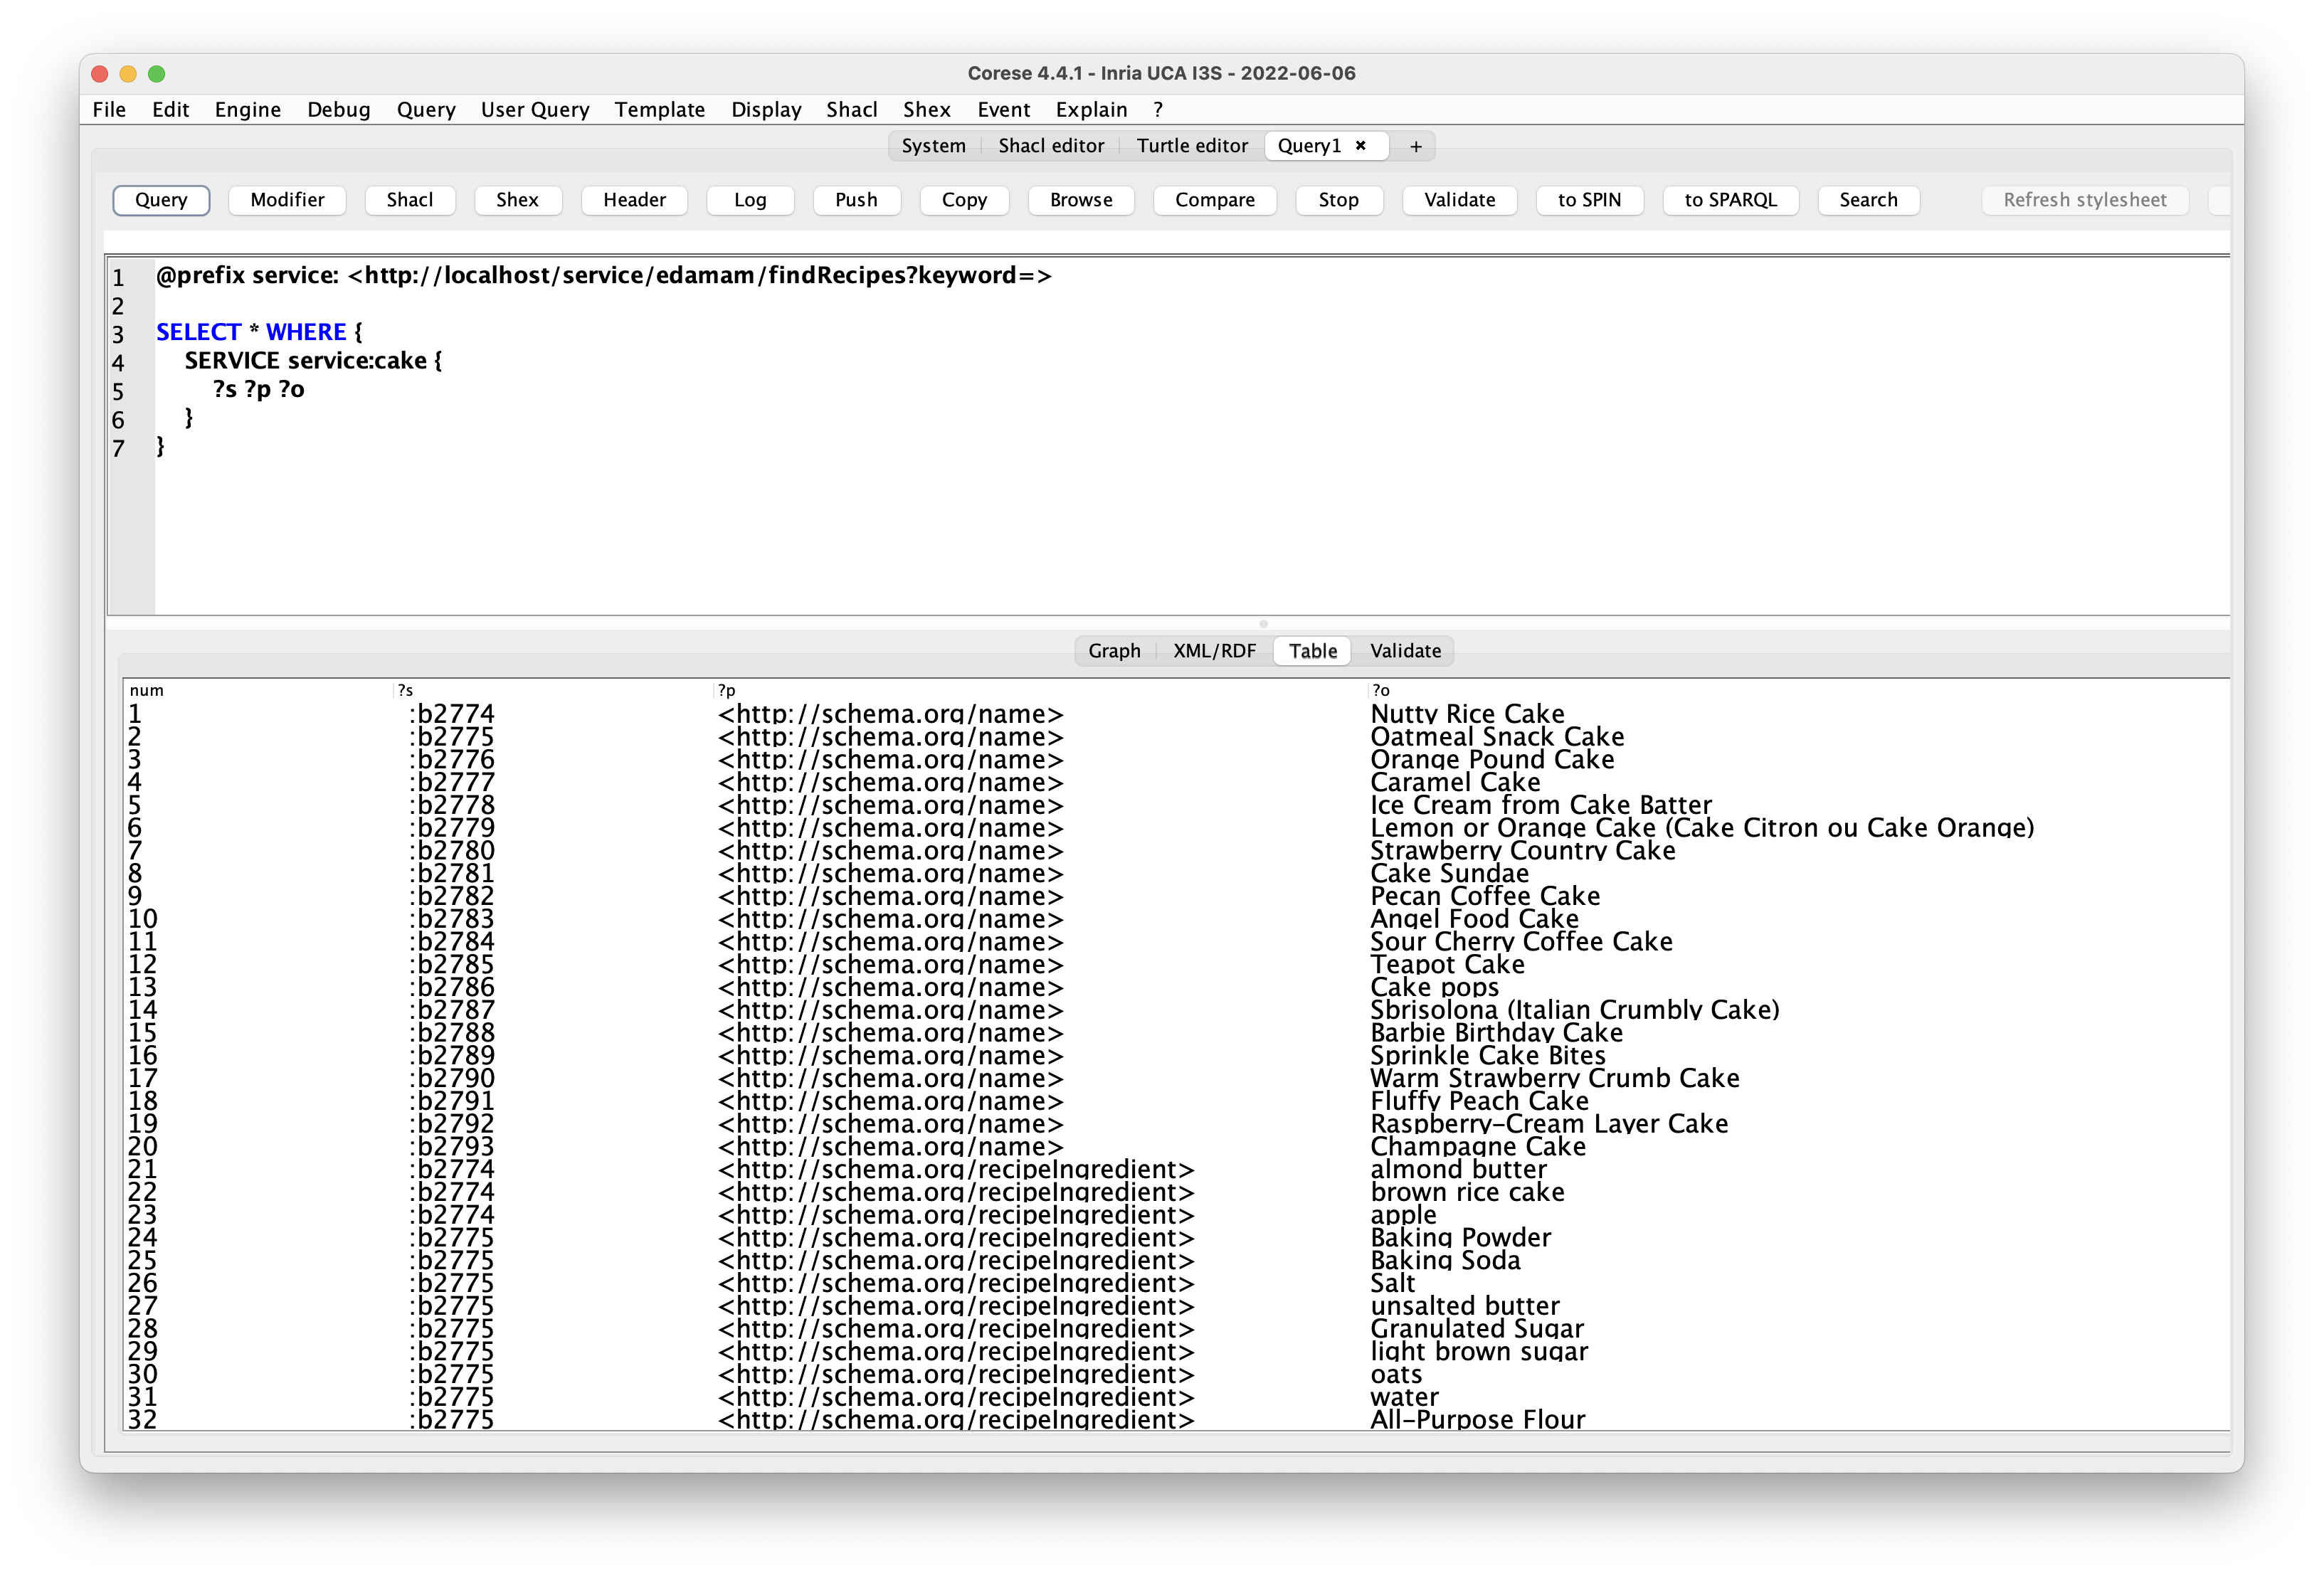 Corese 4.4.1 - Inria UCA I3S - 2022-06-06
File Edit Engine Debug Query User Query Template Display Shacl Shex Event Explain ?
System Shacl editor Turtle editor Query1 × +
Query Modifier Shacl Shex Header Log Push Copy Browse Compare Stop Validate to SPIN to SPARQL Search Refresh stylesheet
1 @prefix service: <http://localhost/service/edamam/findRecipes?keyword=>
2
3 SELECT * WHERE {
4 SERVICE service:cake {
5 ?s ?p ?o
6 }
7 }
Graph XML/RDF Table Validate
num ?s ?p ?o
1 :b2774 <http://schema.org/name> Nutty Rice Cake
2 :b2775 <http://schema.org/name> Oatmeal Snack Cake
3 :b2776 <http://schema.org/name> Orange Pound Cake
4 :b2777 <http://schema.org/name> Caramel Cake
5 :b2778 <http://schema.org/name> Ice Cream from Cake Batter
6 :b2779 <http://schema.org/name> Lemon or Orange Cake (Cake Citron ou Cake Orange)
7 :b2780 <http://schema.org/name> Strawberry Country Cake
8 :b2781 <http://schema.org/name> Cake Sundae
9 :b2782 <http://schema.org/name> Pecan Coffee Cake
10 :b2783 <http://schema.org/name> Angel Food Cake
11 :b2784 <http://schema.org/name> Sour Cherry Coffee Cake
12 :b2785 <http://schema.org/name> Teapot Cake
13 :b2786 <http://schema.org/name> Cake pops
14 :b2787 <http://schema.org/name> Sbrisolona (Italian Crumbly Cake)
15 :b2788 <http://schema.org/name> Barbie Birthday Cake
16 :b2789 <http://schema.org/name> Sprinkle Cake Bites
17 :b2790 <http://schema.org/name> Warm Strawberry Crumb Cake
18 :b2791 <http://schema.org/name> Fluffy Peach Cake
19 :b2792 <http://schema.org/name> Raspberry-Cream Layer Cake
20 :b2793 <http://schema.org/name> Champagne Cake
21 :b2774 <http://schema.org/recipeIngredient> almond butter
22 :b2774 <http://schema.org/recipeIngredient> brown rice cake
23 :b2774 <http://schema.org/recipeIngredient> apple
24 :b2775 <http://schema.org/recipeIngredient> Baking Powder
25 :b2775 <http://schema.org/recipeIngredient> Baking Soda
26 :b2775 <http://schema.org/recipeIngredient> Salt
27 :b2775 <http://schema.org/recipeIngredient> unsalted butter
28 :b2775 <http://schema.org/recipeIngredient> Granulated Sugar
29 :b2775 <http://schema.org/recipeIngredient> light brown sugar
30 :b2775 <http://schema.org/recipeIngredient> oats
31 :b2775 <http://schema.org/recipeIngredient> water
32 :b2775 <http://schema.org/recipeIngredient> All-Purpose Flour